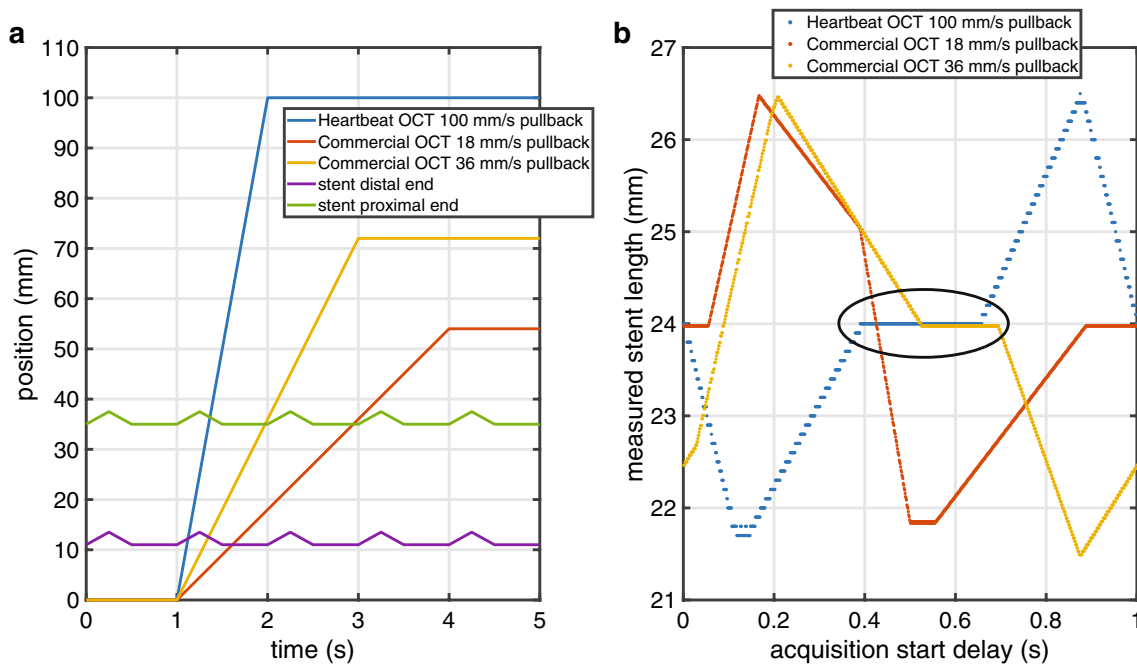 a
110
100
90
80
70
60
50
40
30
20
10
0
position (mm)
0 1 2 3 4 5
time (s)
Heartbeat OCT 100 mm/s pullback
Commercial OCT 18 mm/s pullback
Commercial OCT 36 mm/s pullback
stent distal end
stent proximal end
b
Heartbeat OCT 100 mm/s pullback
Commercial OCT 18 mm/s pullback
Commercial OCT 36 mm/s pullback
27
26
25
24
23
22
21
measured stent length (mm)
0 0.2 0.4 0.6 0.8 1
acquisition start delay (s)